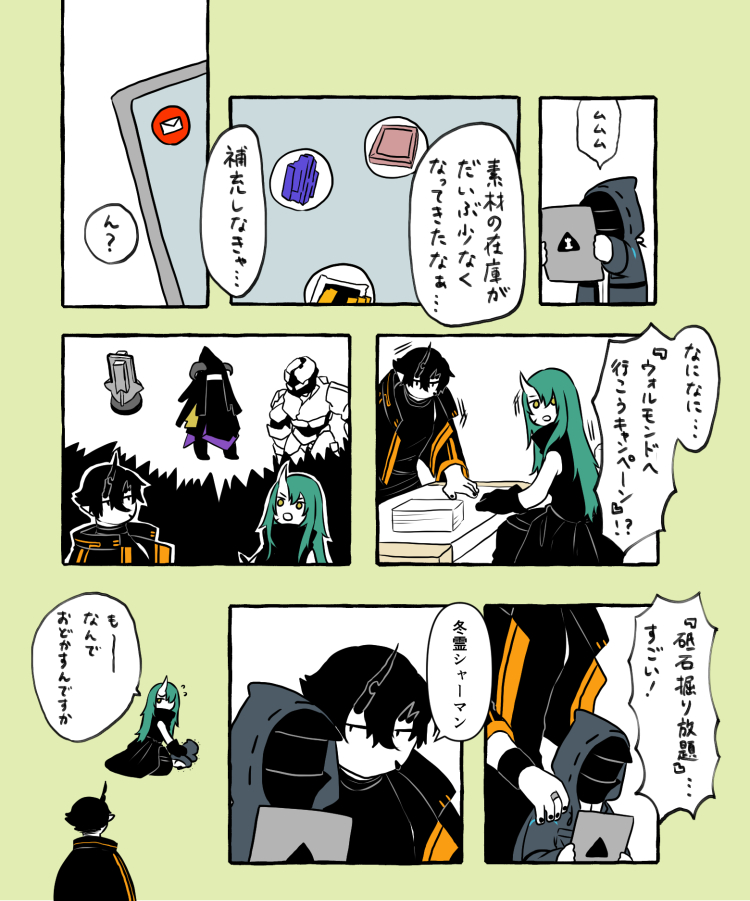 ムムム
素材の在庫が
だいぶ少なく
なってきたなぁ…
補充しなきゃ…
ん?
なになに…
『ウォルモンドへ
行こうキャンペーン』!?
『砥石掘り放題』…
すごい!
冬霊シャーマン
もーー
なんで
おどかすんですか